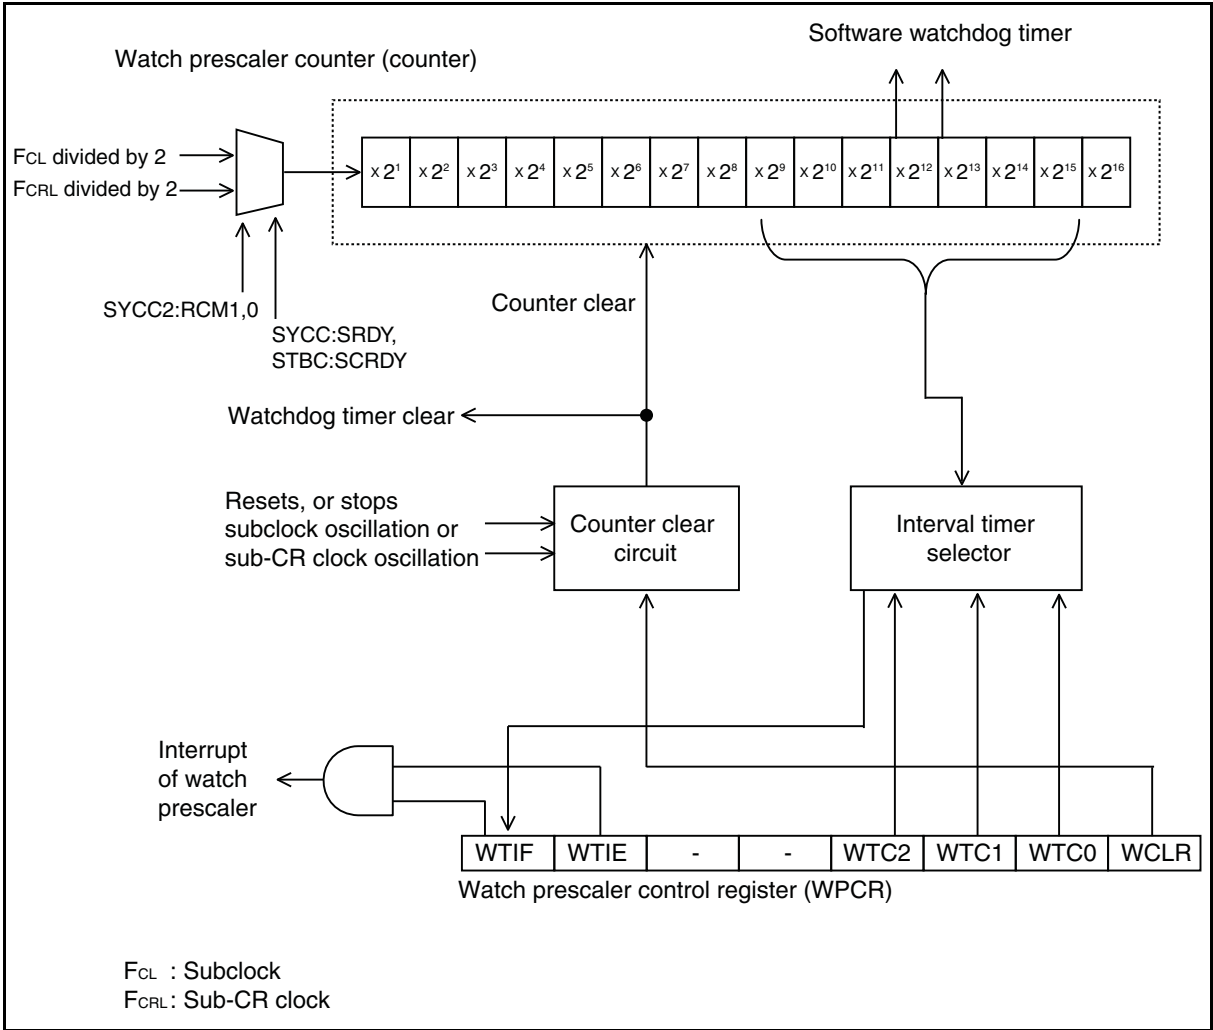 Software watchdog timer
Watch prescaler counter (counter)
FCL divided by 2
FCRL divided by 2
x 2¹ x 2² x 2³ x 2⁴ x 2⁵ x 2⁶ x 2⁷ x 2⁸ x 2⁹ x 2¹⁰ x 2¹¹ x 2¹² x 2¹³ x 2¹⁴ x 2¹⁵ x 2¹⁶
SYCC2:RCM1,0
SYCC:SRDY,
STBC:SCRDY
Counter clear
Watchdog timer clear
Resets, or stops
subclock oscillation or
sub-CR clock oscillation
Counter clear
circuit
Interval timer
selector
Interrupt
of watch
prescaler
WTIF WTIE - - WTC2 WTC1 WTC0 WCLR
Watch prescaler control register (WPCR)
FCL : Subclock
FCRL : Sub-CR clock